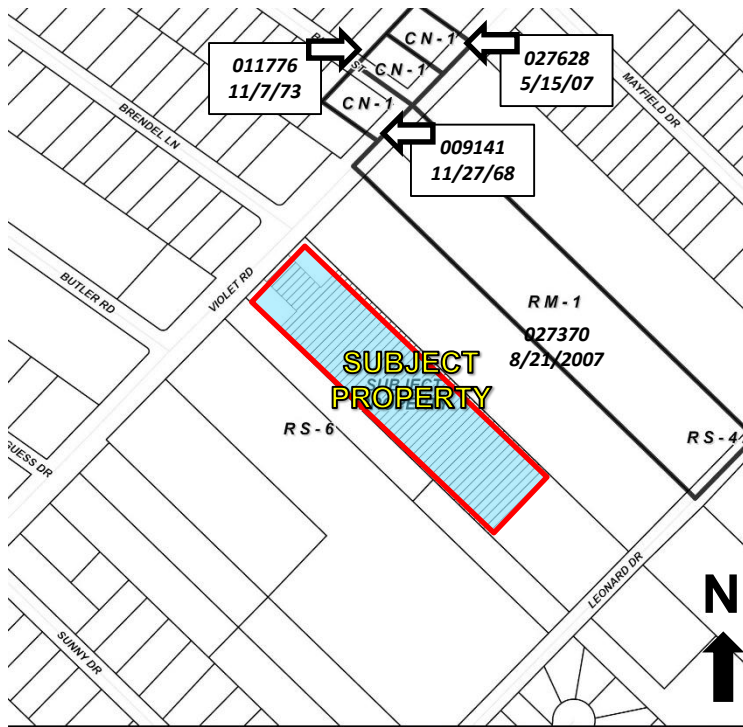 CN-1
011776
11/7/73
ST
CN-1
027628
5/15/07
MAYFIELD DR
CN-1
BRENDEL LN
009141
11/27/68
BUTLER RD
VIOLET RD
RM-1
027370
8/21/2007
SUBJECT
PROPERTY
RS-6
RS-4
GUESS DR
LEONARD DR
N
SUNNY DR